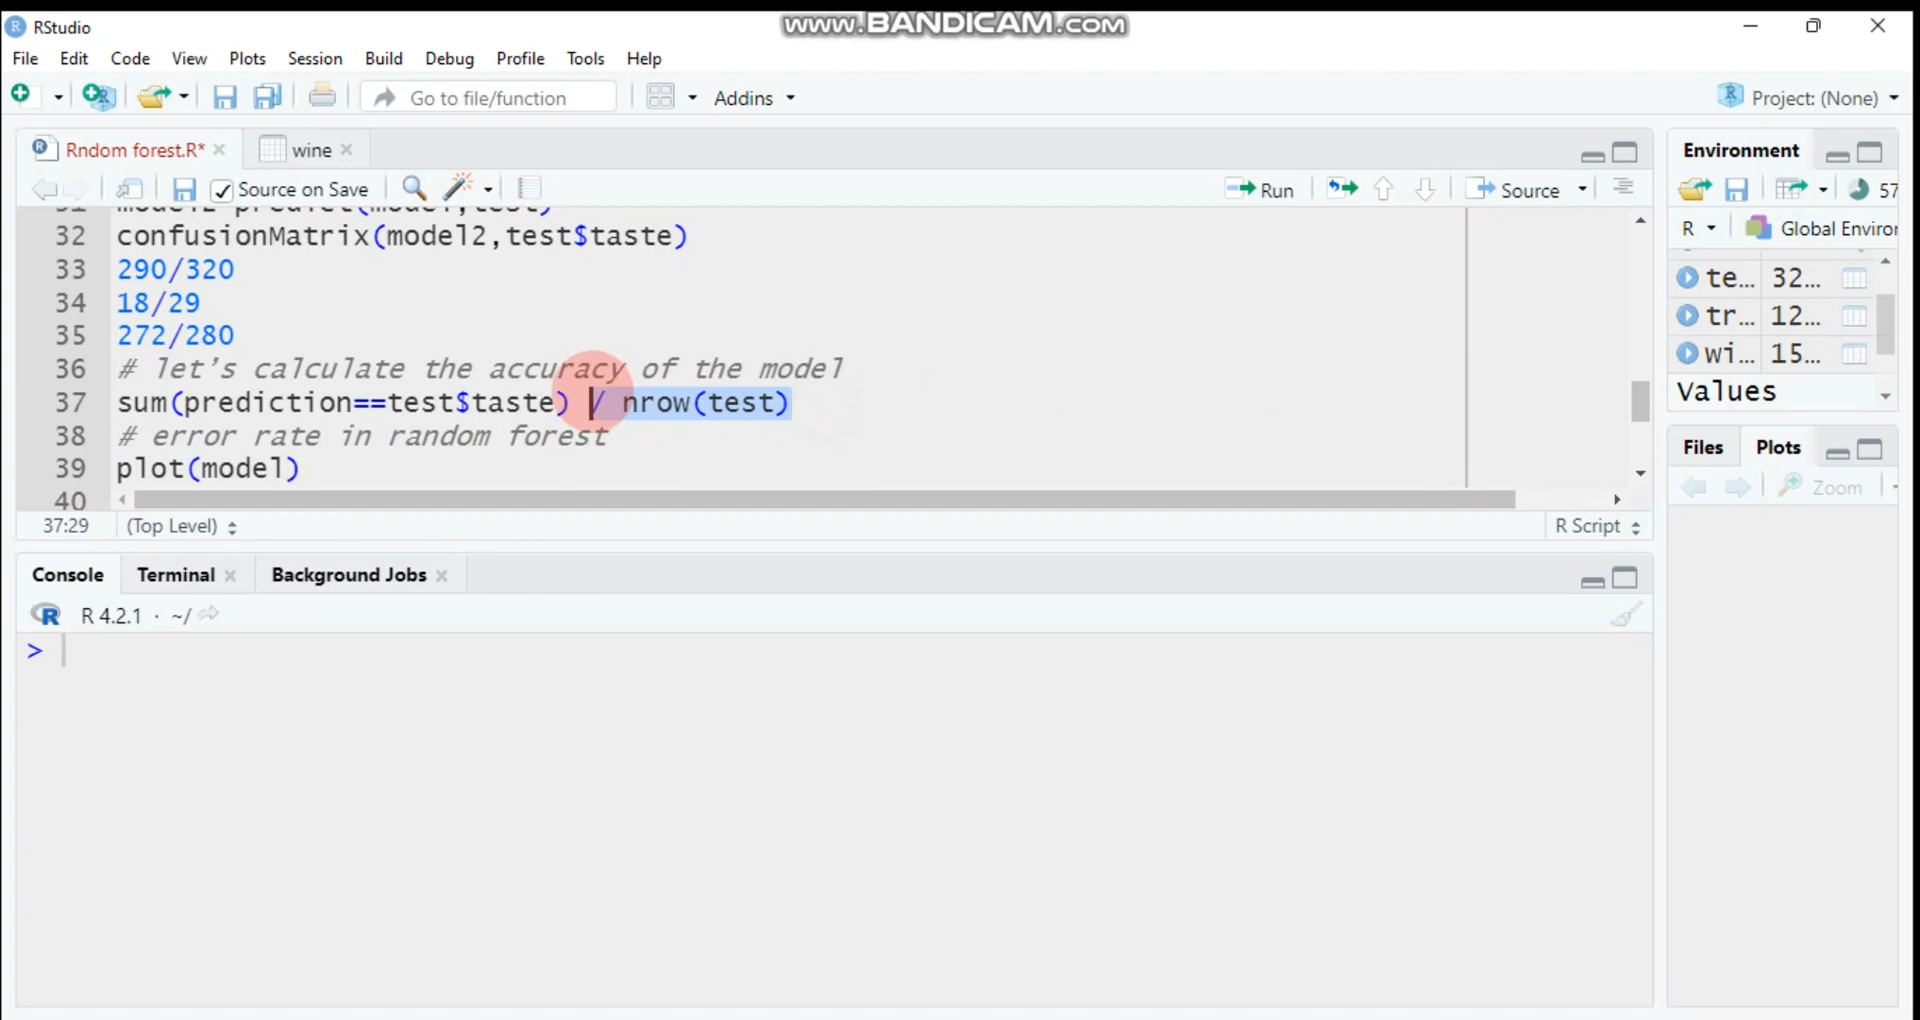 www.BANDICAM.com
RStudio
File Edit Code View Plots Session Build Debug Profile Tools Help
Go to file/function Addins Project: (None)
Rndom forest.R* wine
Source on Save Run Source
32 confusionMatrix(model2,test$taste)
33 290/320
34 18/29
35 272/280
36 # let's calculate the accuracy of the model
37 sum(prediction==test$taste) / nrow(test)
38 # error rate in random forest
39 plot(model)
40
37:29 (Top Level) R Script
Console Terminal Background Jobs
R 4.2.1 · ~/
>
Environment
57
R Global Enviro
te... 32...
tr... 12...
wi... 15...
Values
Files Plots
Zoom